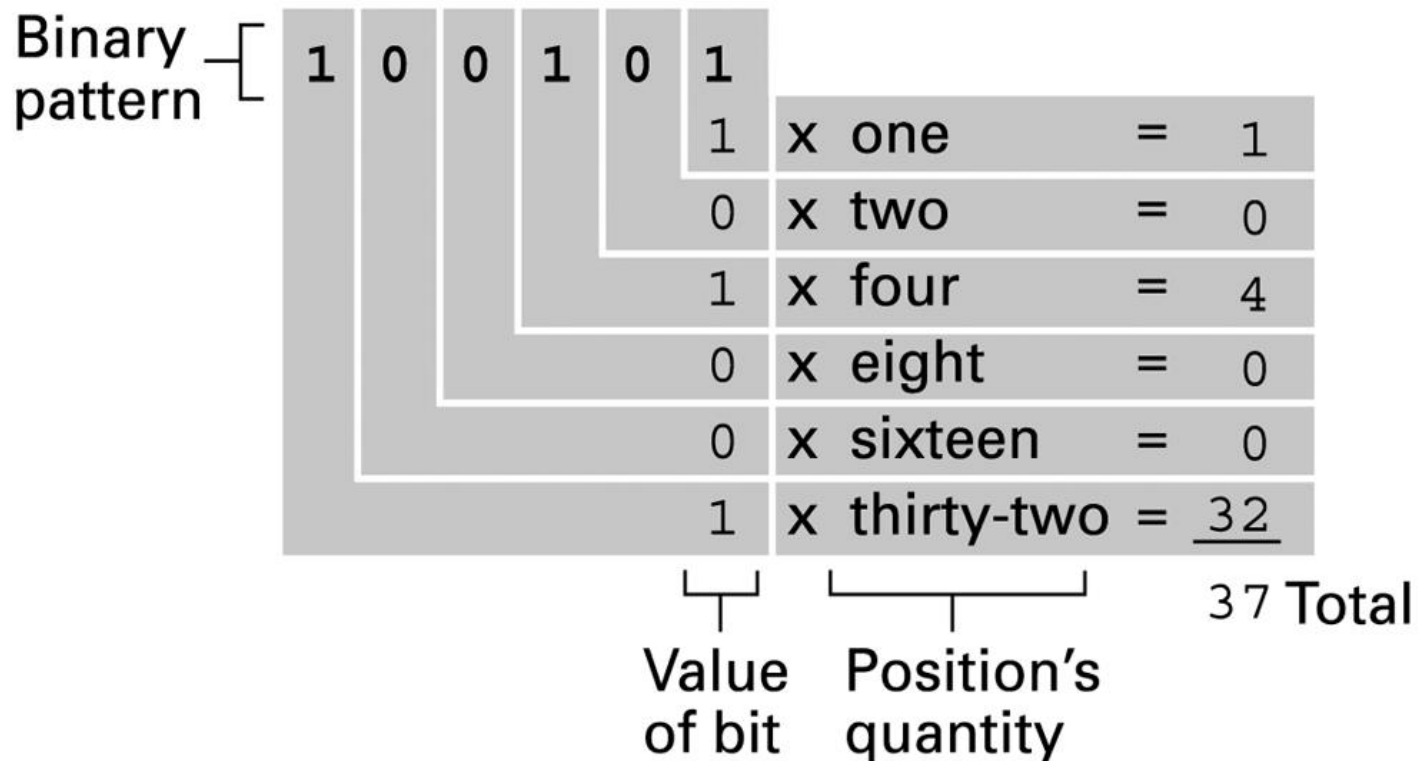 Binary
pattern
1 0 0 1 0 1
1 x one = 1
0 x two = 0
1 x four = 4
0 x eight = 0
0 x sixteen = 0
1 x thirty-two = 32
37 Total
Value
of bit
Position’s
quantity